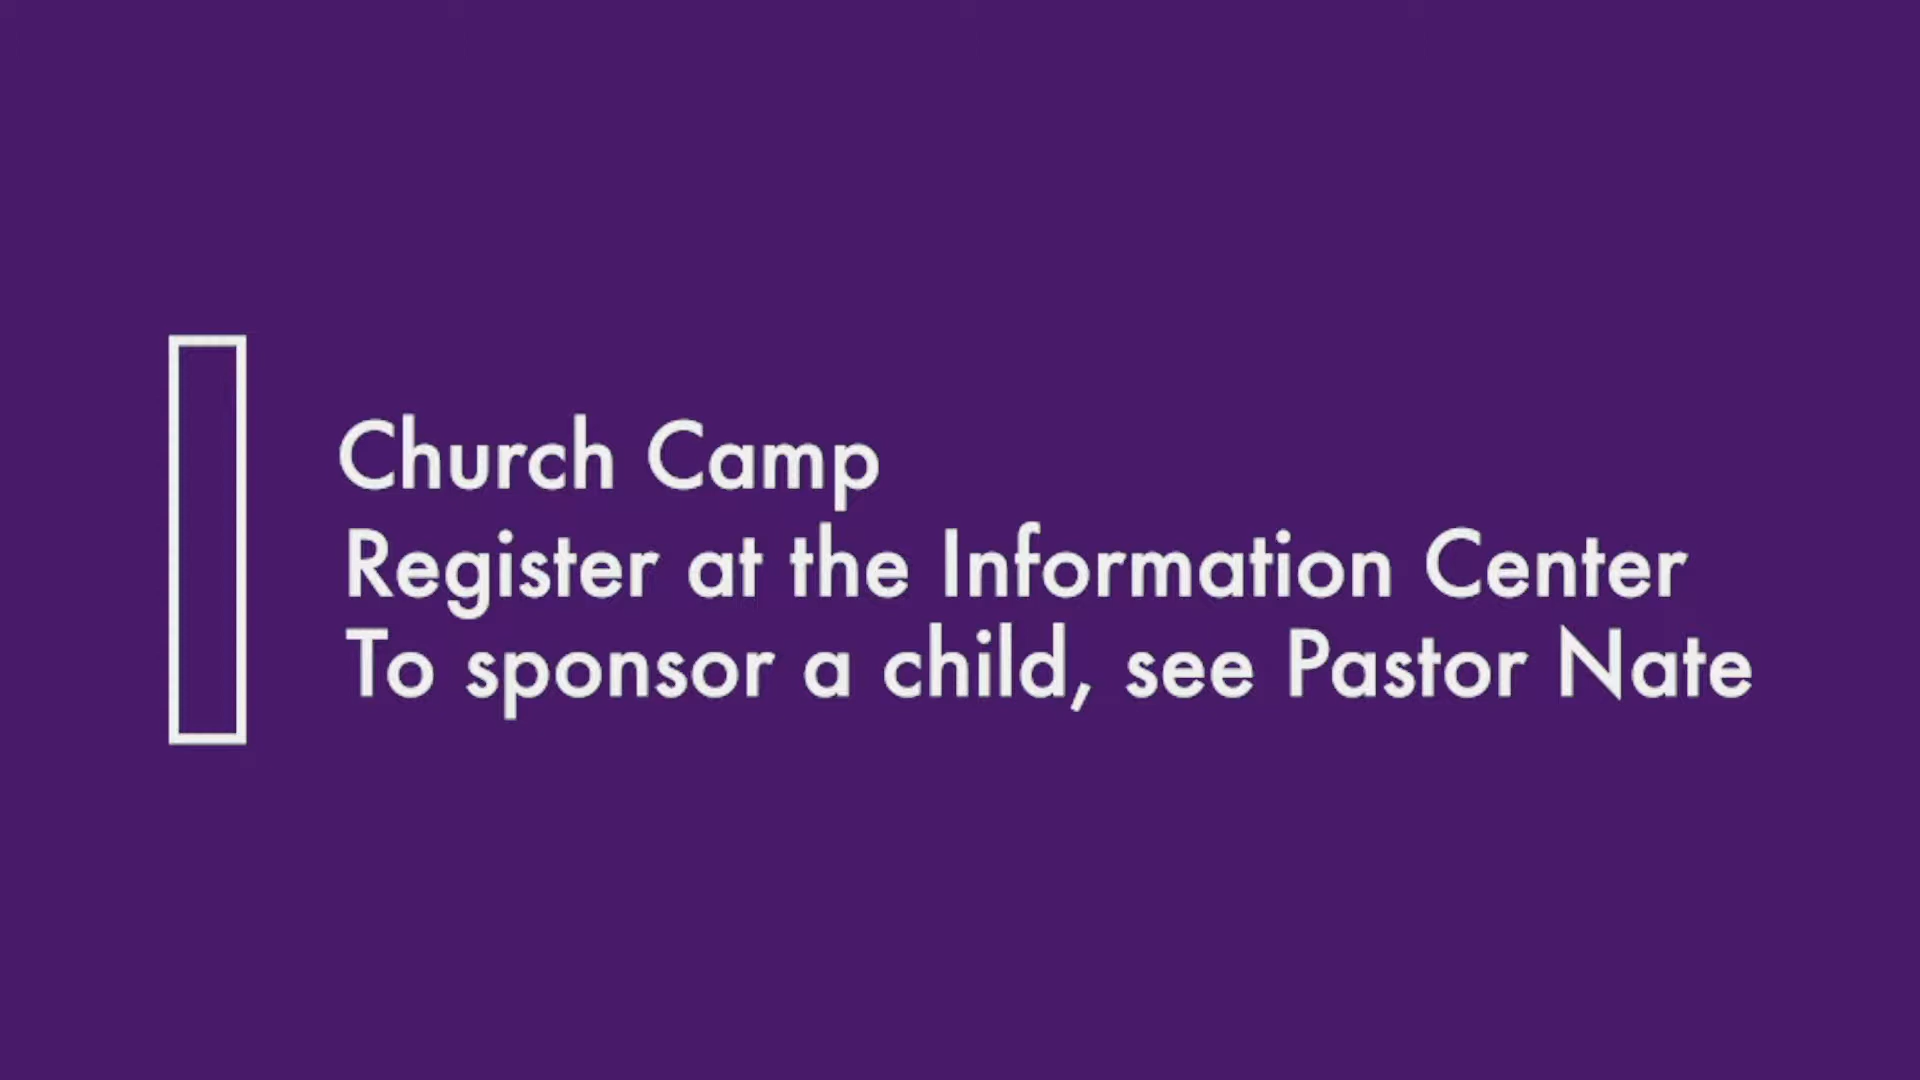 Church Camp
Register at the Information Center
To sponsor a child, see Pastor Nate